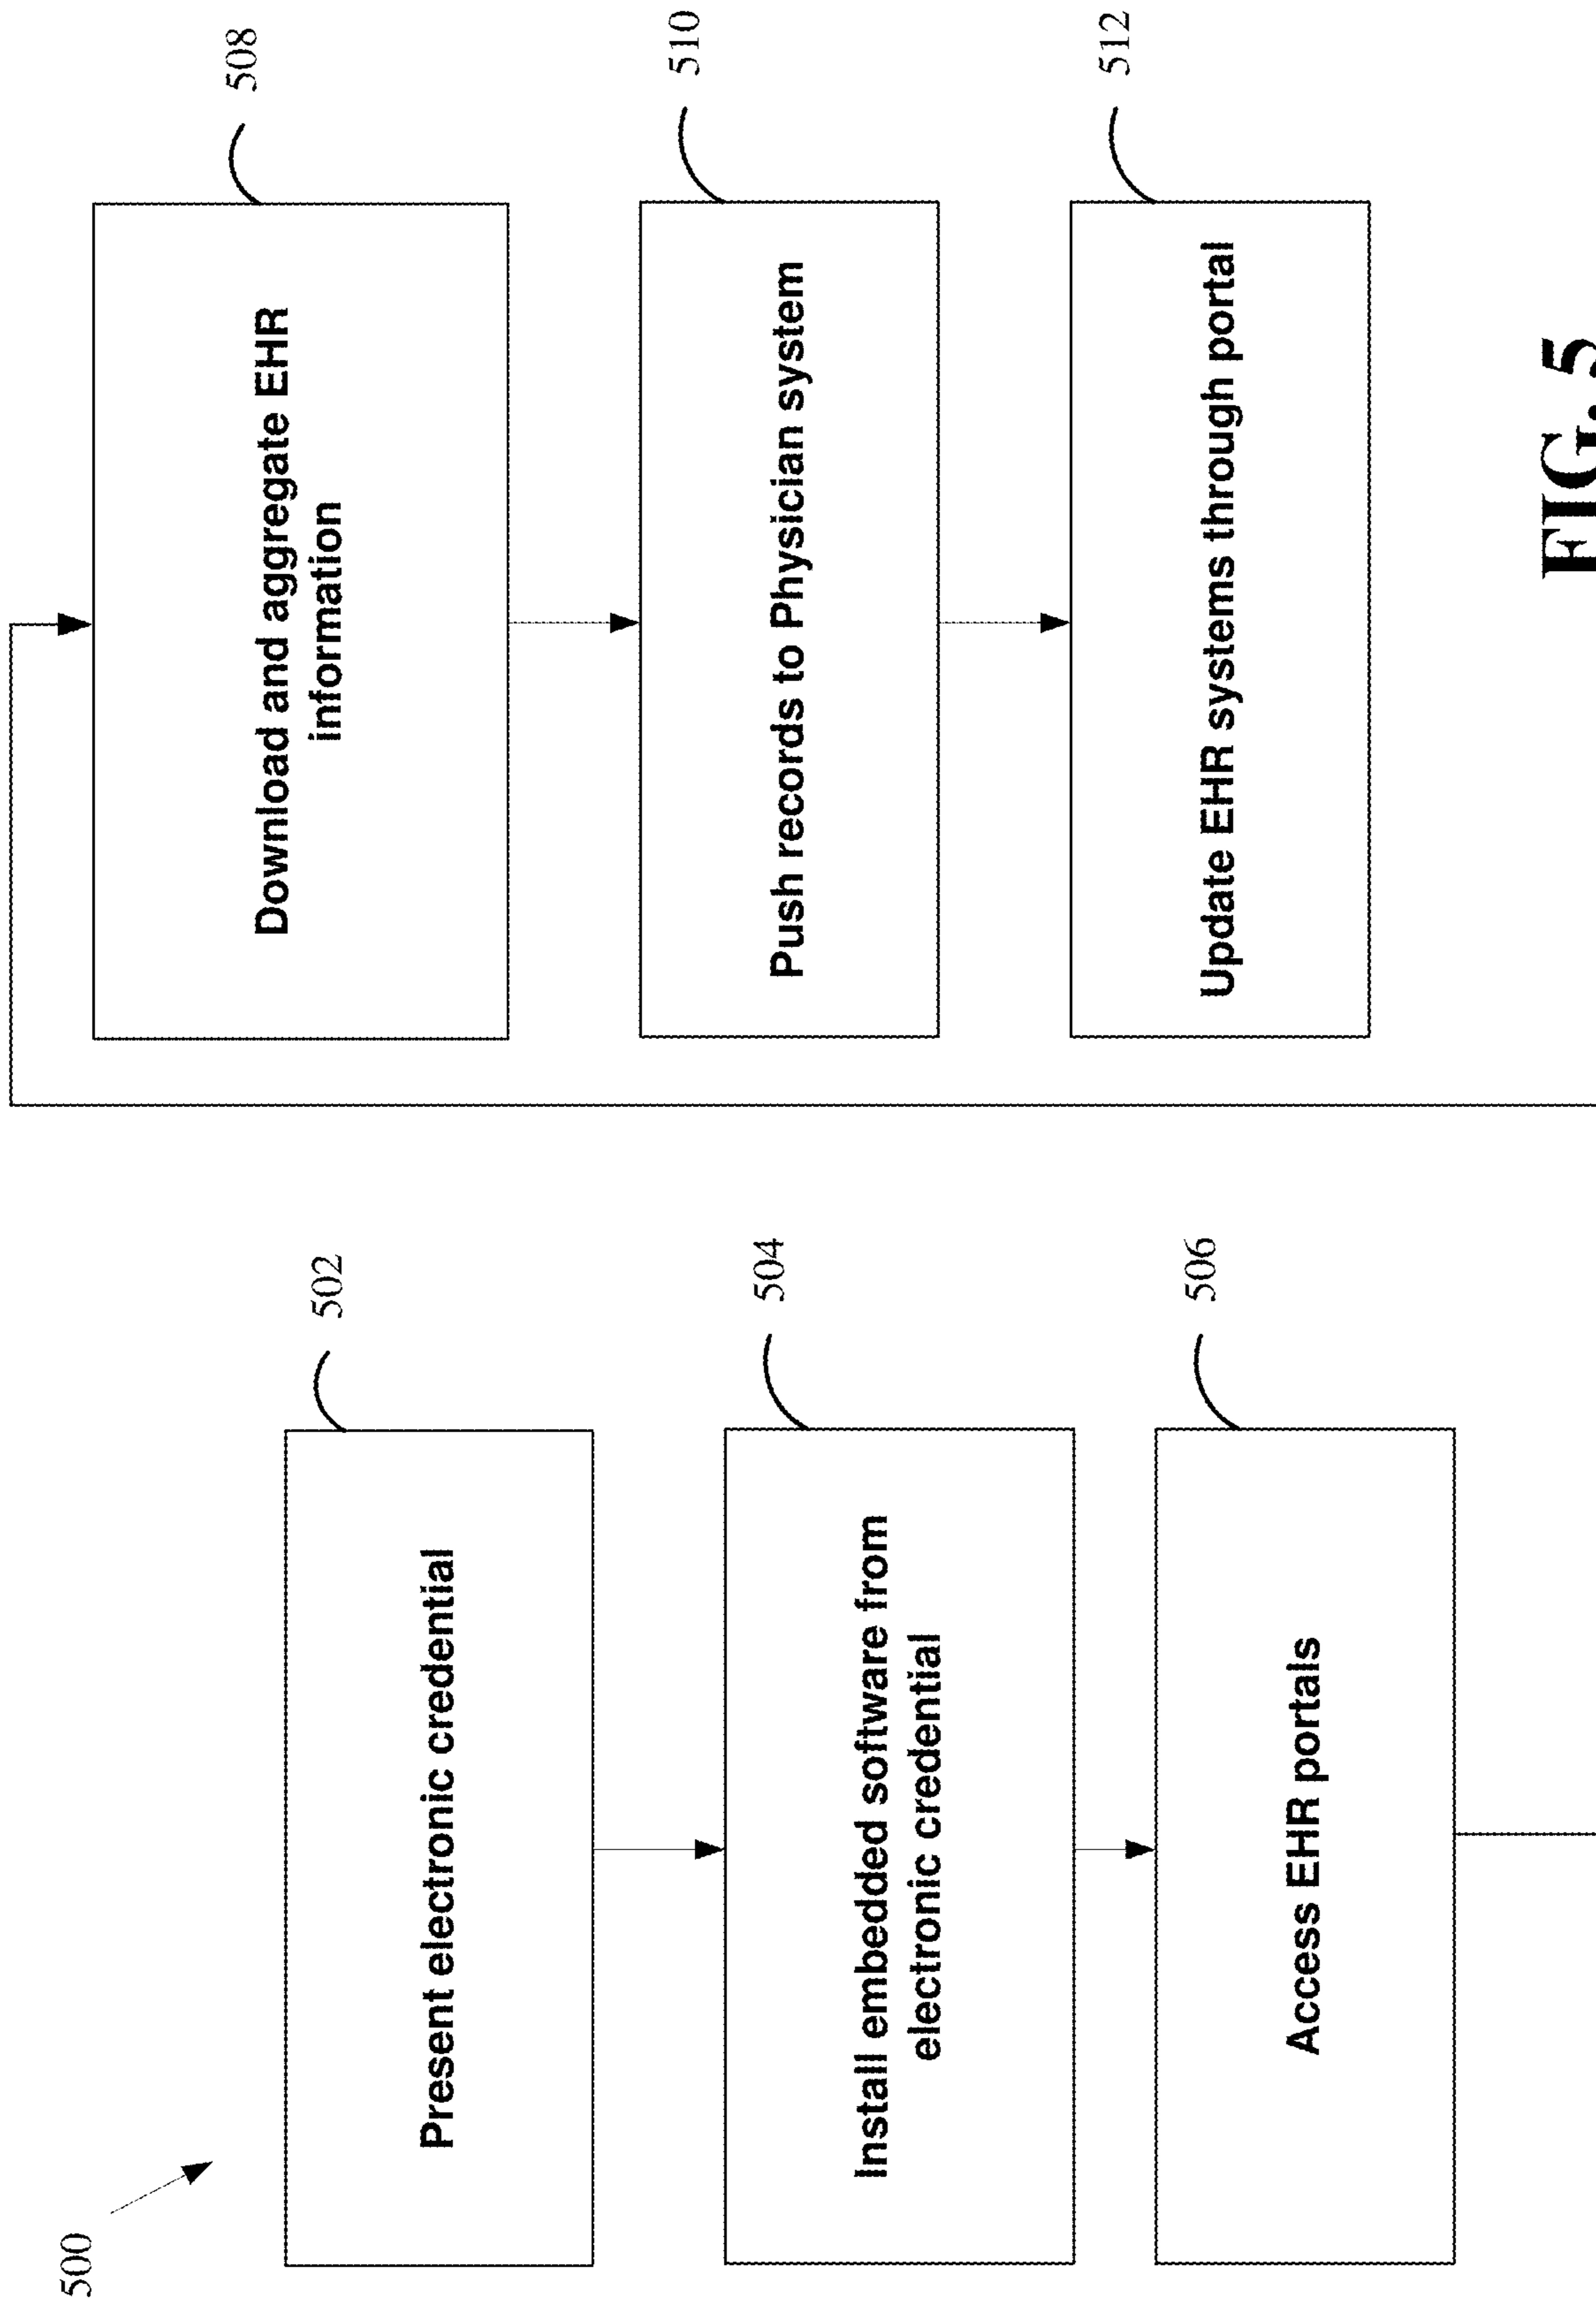 500
502
Present electronic credential
504
Install embedded software from
electronic credential
506
Access EHR portals
508
Download and aggregate EHR
information
510
Push records to Physician system
512
Update EHR systems through portal
FIG. 5